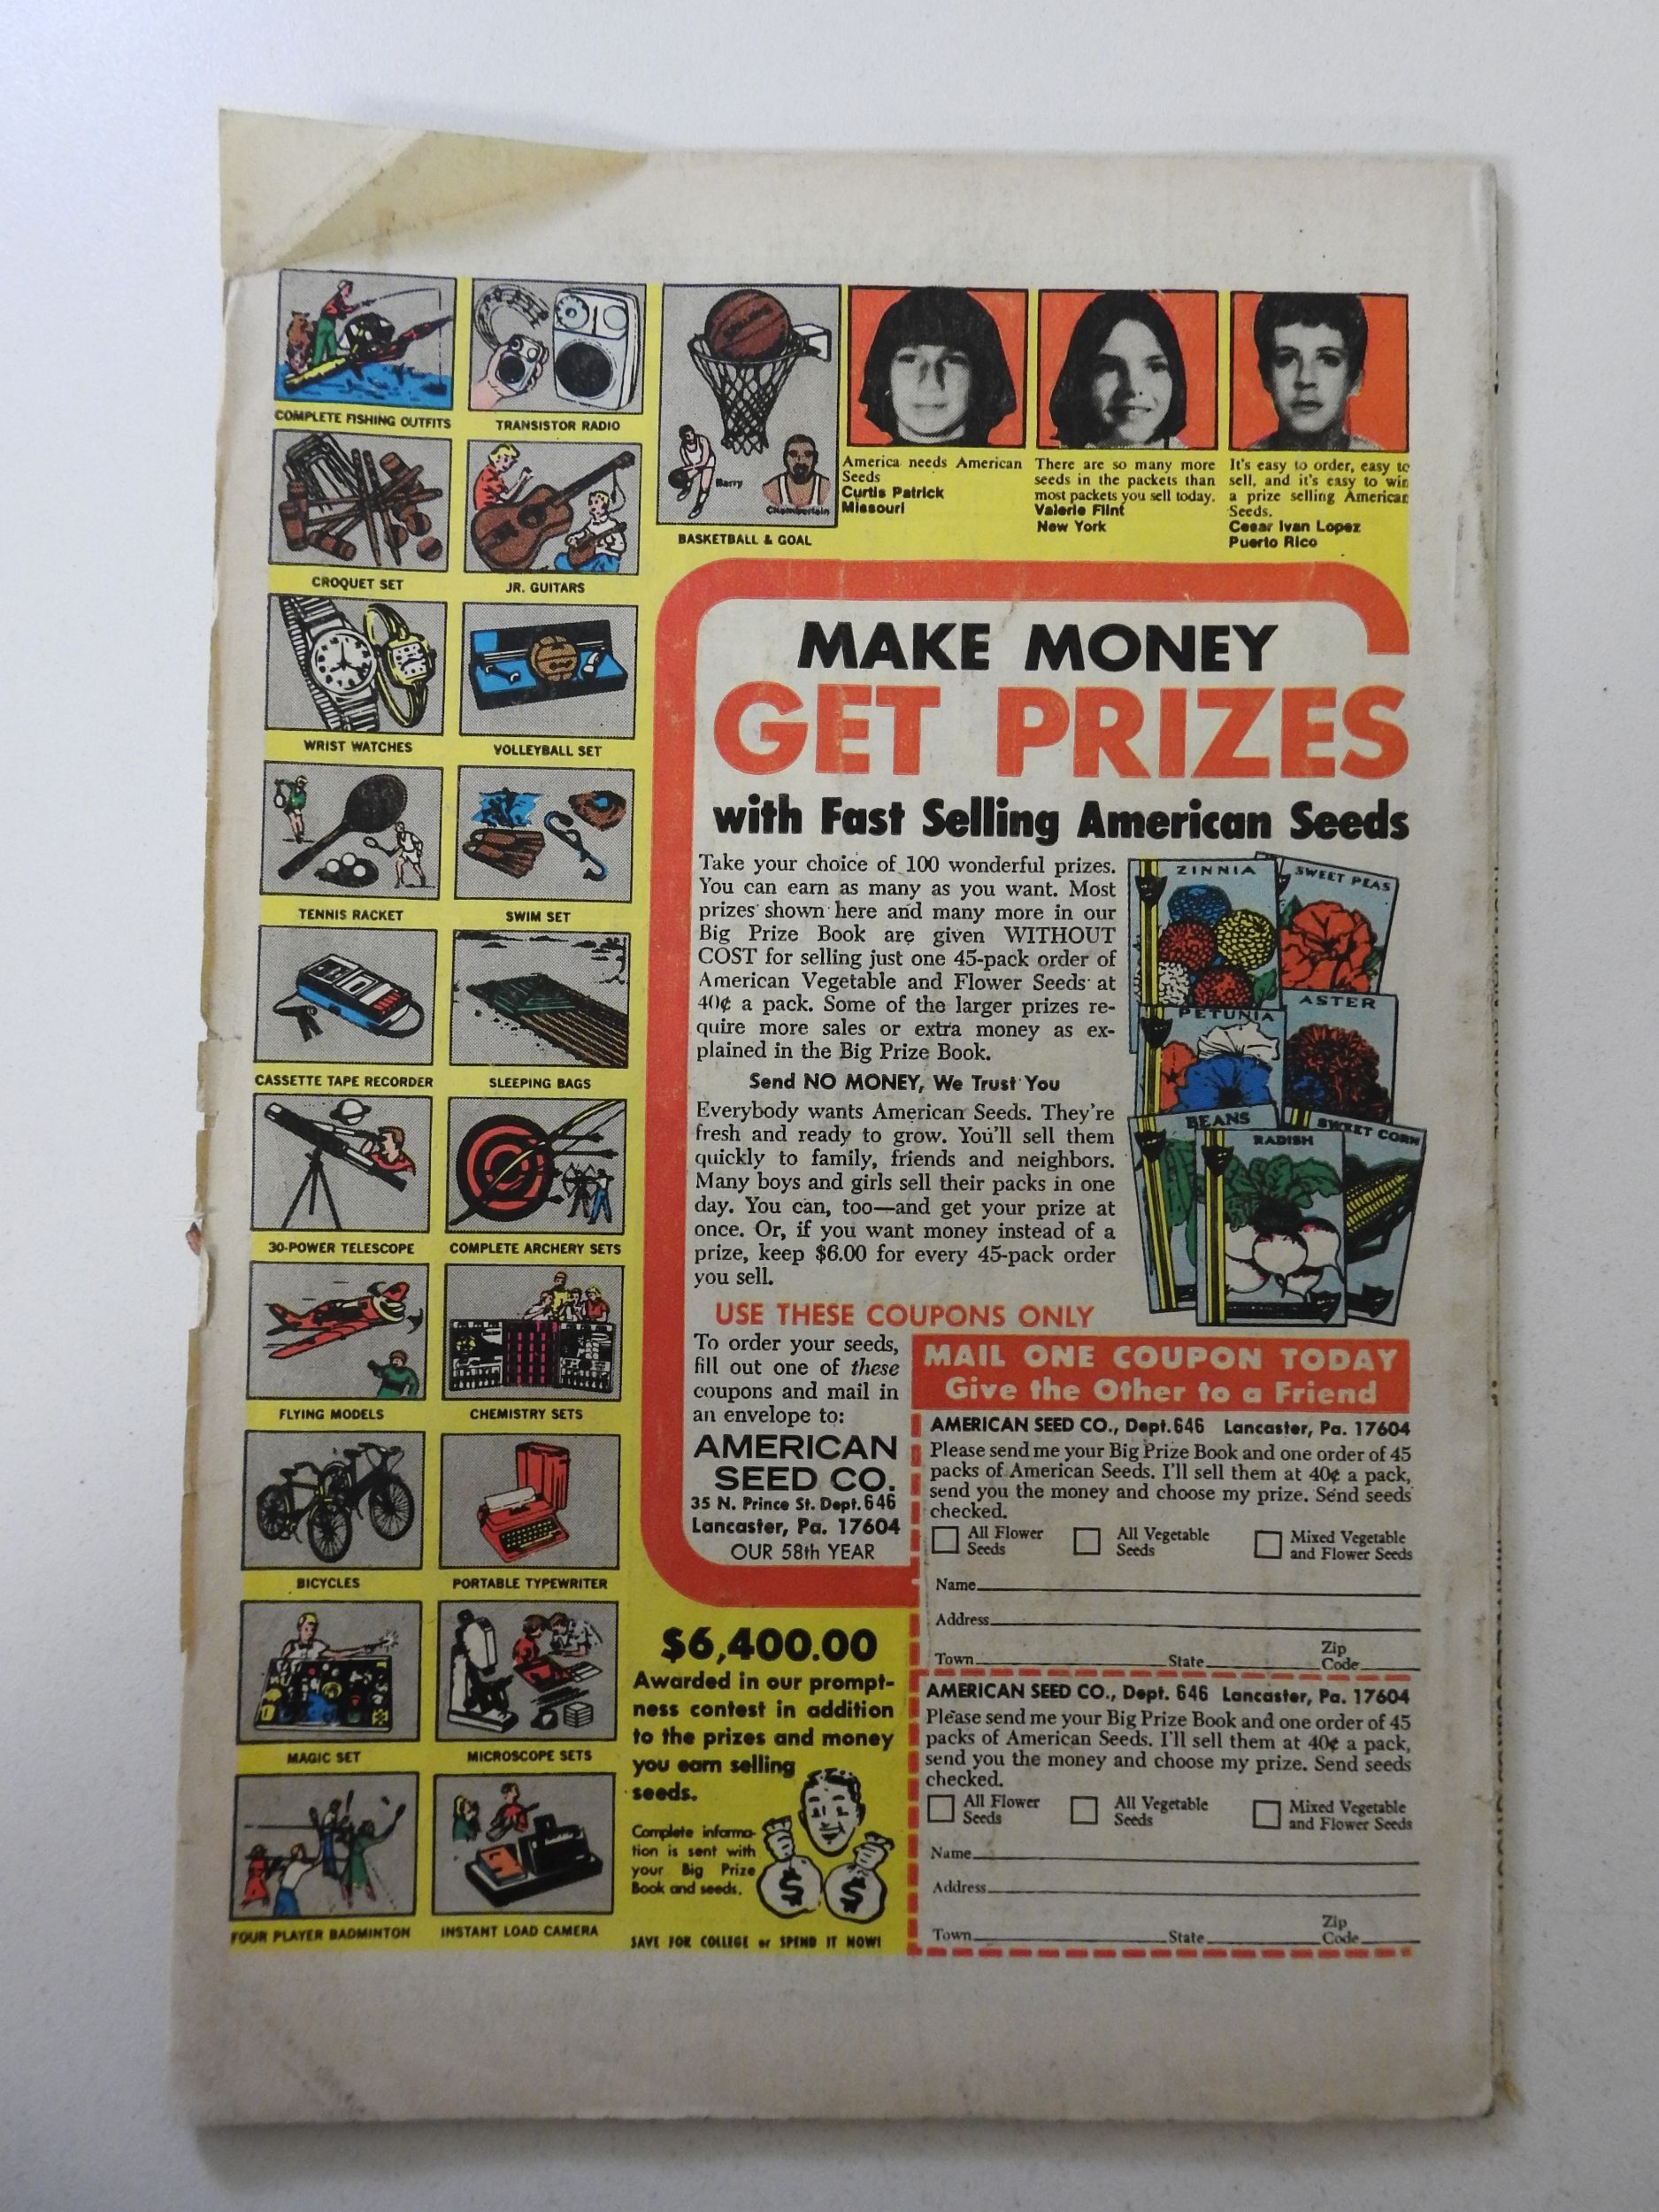 COMPLETE FISHING OUTFITS
TRANSISTOR RADIO
CROQUET SET
JR. GUITARS
WRIST WATCHES
VOLLEYBALL SET
TENNIS RACKET
SWIM SET
CASSETTE TAPE RECORDER
SLEEPING BAGS
30-POWER TELESCOPE
COMPLETE ARCHERY SETS
FLYING MODELS
CHEMISTRY SETS
BICYCLES
PORTABLE TYPEWRITER
MAGIC SET
MICROSCOPE SETS
FOUR PLAYER BADMINTON
INSTANT LOAD CAMERA
Barry
Chamberlain
BASKETBALL & GOAL
America needs American
Seeds
Curtis Patrick
Missouri
There are so many more
seeds in the packets than
most packets you sell today.
Valerie Flint
New York
It's easy to order, easy to
sell, and it's easy to win
a prize selling American
Seeds.
Cesar Ivan Lopez
Puerto Rico
MAKE MONEY
GET PRIZES
with Fast Selling American Seeds
Take your choice of 100 wonderful prizes.
You can earn as many as you want. Most
prizes shown here and many more in our
Big Prize Book are given WITHOUT
COST for selling just one 45-pack order of
American Vegetable and Flower Seeds at
40¢ a pack. Some of the larger prizes re-
quire more sales or extra money as ex-
plained in the Big Prize Book.
Send NO MONEY, We Trust You
Everybody wants American Seeds. They're
fresh and ready to grow. You'll sell them
quickly to family, friends and neighbors.
Many boys and girls sell their packs in one
day. You can, too—and get your prize at
once. Or, if you want money instead of a
prize, keep $6.00 for every 45-pack order
you sell.
ZINNIA
SWEET PEAS
PETUNIA
ASTER
BEANS
RADISH
SWEET CORN
USE THESE COUPONS ONLY
To order your seeds,
fill out one of these
coupons and mail in
an envelope to:
AMERICAN
SEED CO.
35 N. Prince St. Dept. 646
Lancaster, Pa. 17604
OUR 58th YEAR
$6,400.00
Awarded in our prompt-
ness contest in addition
to the prizes and money
you earn selling
seeds.
Complete informa-
tion is sent with
your Big Prize
Book and seeds.
$ $
SAVE FOR COLLEGE or SPEND IT NOW!
MAIL ONE COUPON TODAY
Give the Other to a Friend
AMERICAN SEED CO., Dept. 646 Lancaster, Pa. 17604
Please send me your Big Prize Book and one order of 45
packs of American Seeds. I'll sell them at 40¢ a pack,
send you the money and choose my prize. Send seeds
checked.
All Flower Seeds
All Vegetable Seeds
Mixed Vegetable and Flower Seeds
Name
Address
Town State Zip Code
AMERICAN SEED CO., Dept. 646 Lancaster, Pa. 17604
Please send me your Big Prize Book and one order of 45
packs of American Seeds. I'll sell them at 40¢ a pack,
send you the money and choose my prize. Send seeds
checked.
All Flower Seeds
All Vegetable Seeds
Mixed Vegetable and Flower Seeds
Name
Address
Town State Zip Code